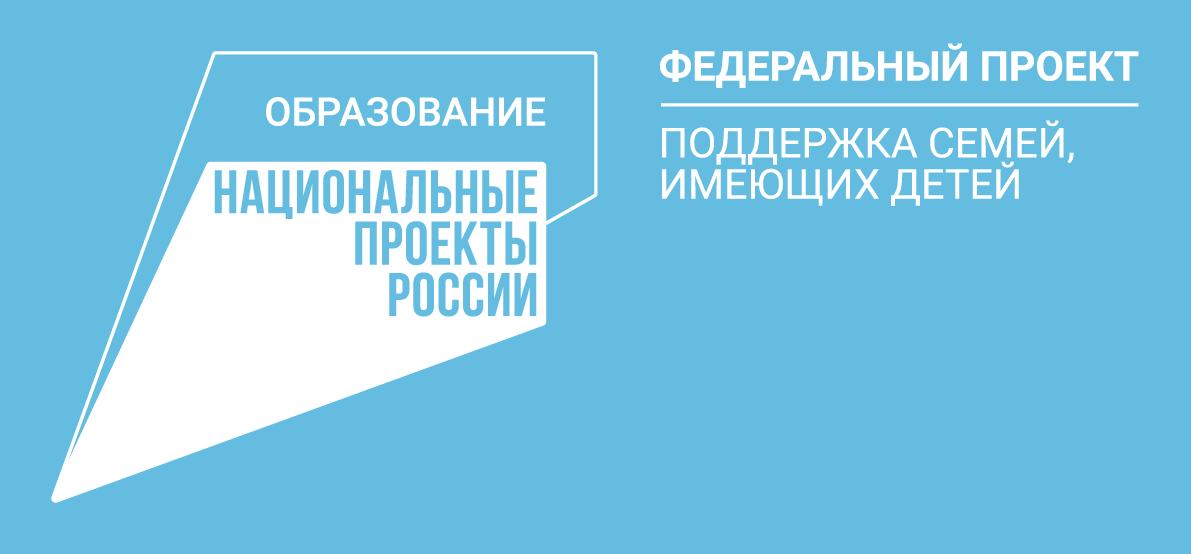 ОБРАЗОВАНИЕ
НАЦИОНАЛЬНЫЕ
ПРОЕКТЫ
РОССИИ
ФЕДЕРАЛЬНЫЙ ПРОЕКТ
ПОДДЕРЖКА СЕМЕЙ,
ИМЕЮЩИХ ДЕТЕЙ